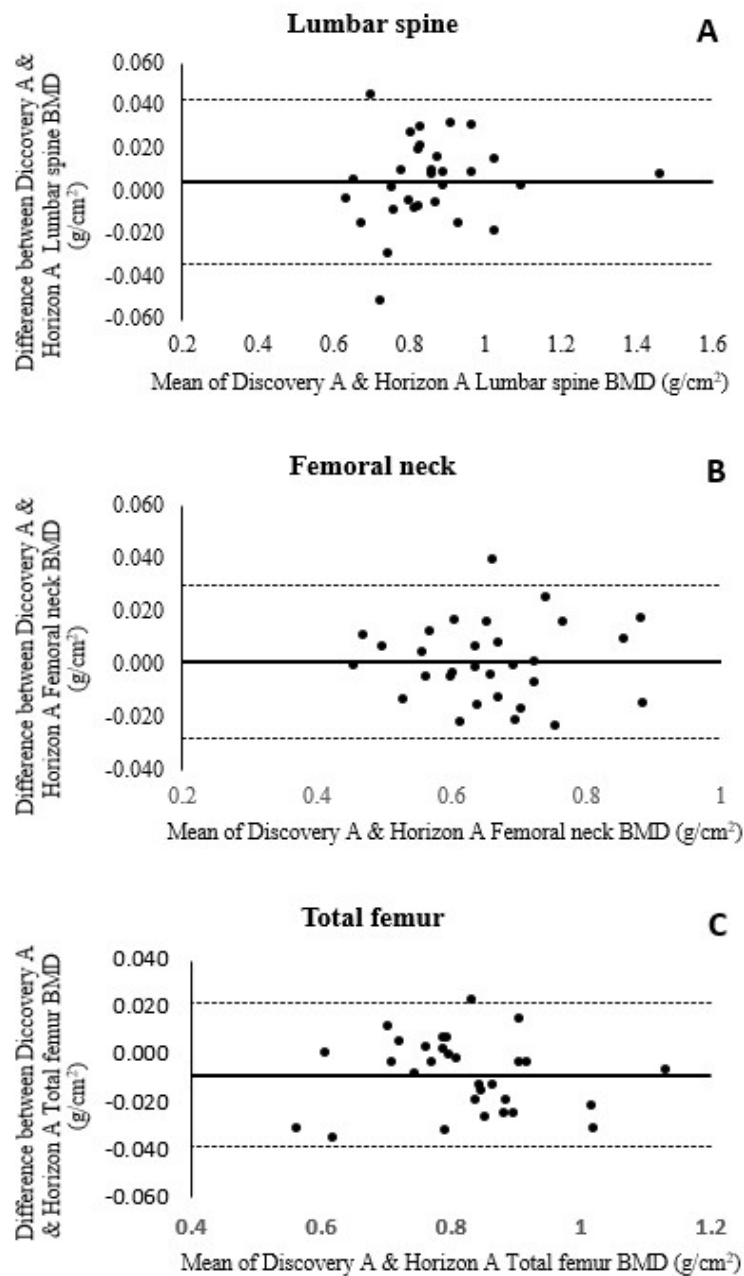 Lumbar spine
A
Difference between Diccovery A &
Horizon A Lumbar spine BMD
(g/cm²)
0.060
0.040
0.020
0.000
-0.020
-0.040
-0.060
0.2 0.4 0.6 0.8 1 1.2 1.4 1.6
Mean of Discovery A & Horizon A Lumbar spine BMD (g/cm²)
Femoral neck
B
Difference between Diccovery A &
Horizon A Femoral neck BMD
(g/cm²)
0.060
0.040
0.020
0.000
-0.020
-0.040
0.2 0.4 0.6 0.8 1
Mean of Discovery A & Horizon A Femoral neck BMD (g/cm²)
Total femur
C
Difference between Diccovery A
& Horizon A Total femur BMD
(g/cm²)
0.040
0.020
0.000
-0.020
-0.040
-0.060
0.4 0.6 0.8 1 1.2
Mean of Discovery A & Horizon A Total femur BMD (g/cm²)